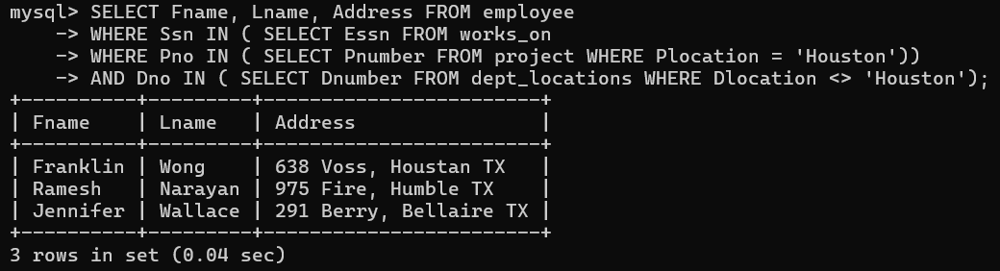 mysql> SELECT Fname, Lname, Address FROM employee
    -> WHERE Ssn IN ( SELECT Essn FROM works_on
    -> WHERE Pno IN ( SELECT Pnumber FROM project WHERE Plocation = 'Houston'))
    -> AND Dno IN ( SELECT Dnumber FROM dept_locations WHERE Dlocation <> 'Houston');
+----------+---------+------------------------+
| Fname    | Lname   | Address                |
+----------+---------+------------------------+
| Franklin | Wong    | 638 Voss, Houstan TX   |
| Ramesh   | Narayan | 975 Fire, Humble TX    |
| Jennifer | Wallace | 291 Berry, Bellaire TX |
+----------+---------+------------------------+
3 rows in set (0.04 sec)